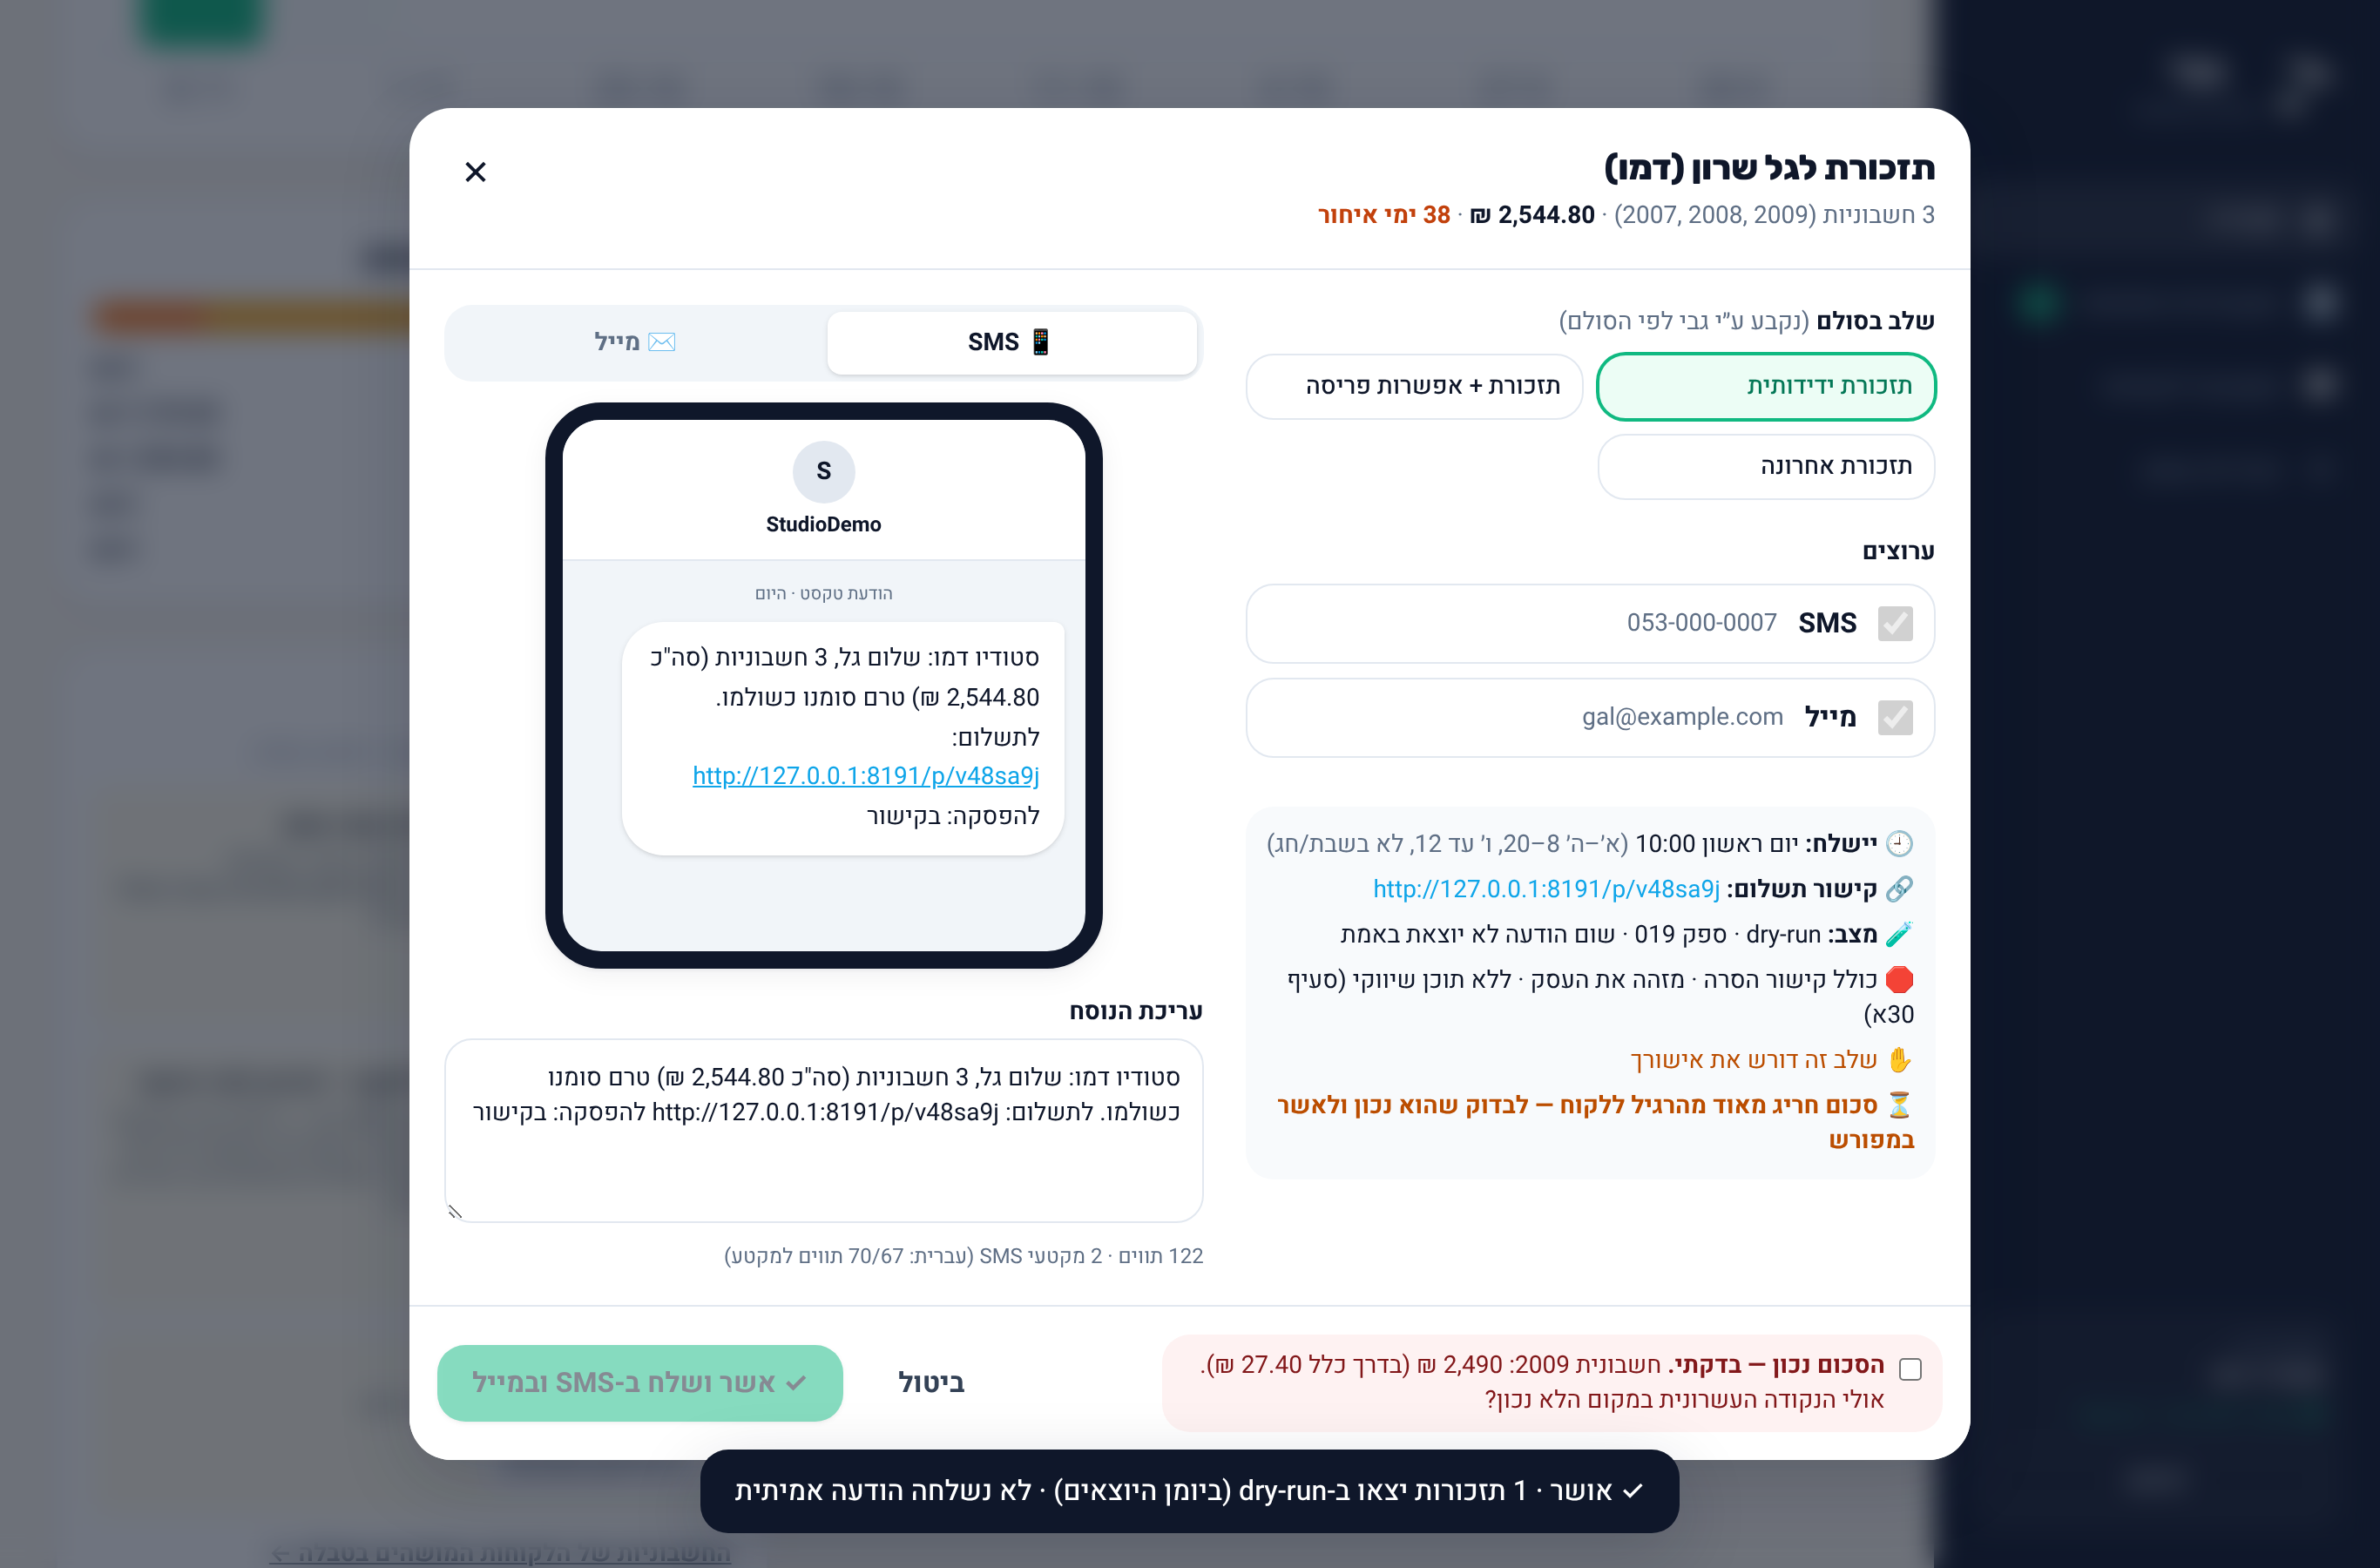 תזכורת לגל שרון (דמו)
✕
3 חשבוניות (2007, 2008, 2009) · 2,544.80 ₪ · 38 ימי איחור
שלב בסולם (נקבע ע״י גבי לפי הסולם)
תזכורת ידידותית
תזכורת + אפשרות פריסה
תזכורת אחרונה
ערוצים
SMS 053-000-0007
מייל gal@example.com
🕘 יישלח: יום ראשון 10:00 (א׳–ה׳ 8–20, ו׳ עד 12, לא בשבת/חג)
🔗 קישור תשלום: http://127.0.0.1:8191/p/v48sa9j
🧪 מצב: dry-run · ספק 019 · שום הודעה לא יוצאת באמת
🛑 כולל קישור הסרה · מזהה את העסק · ללא תוכן שיווקי (סעיף
30א)
✋ שלב זה דורש את אישורך
⏳ סכום חריג מאוד מהרגיל ללקוח — לבדוק שהוא נכון ולאשר
במפורש
📱 SMS
✉️ מייל
S
StudioDemo
הודעת טקסט · היום
סטודיו דמו: שלום גל, 3 חשבוניות (סה"כ
2,544.80 ₪) טרם סומנו כשולמו.
לתשלום:
http://127.0.0.1:8191/p/v48sa9j
להפסקה: בקישור
עריכת הנוסח
סטודיו דמו: שלום גל, 3 חשבוניות (סה"כ 2,544.80 ₪) טרם סומנו
כשולמו. לתשלום: http://127.0.0.1:8191/p/v48sa9j להפסקה: בקישור
122 תווים · 2 מקטעי SMS (עברית: 70/67 תווים למקטע)
הסכום נכון — בדקתי. חשבונית 2009: 2,490 ₪ (בדרך כלל 27.40 ₪).
אולי הנקודה העשרונית במקום הלא נכון?
ביטול
✓ אשר ושלח ב-SMS ובמייל
✓ אושר · 1 תזכורות יצאו ב-dry-run (ביומן היוצאים) · לא נשלחה הודעה אמיתית
החשבוניות של הלקוחות המושהים בטבלה ←